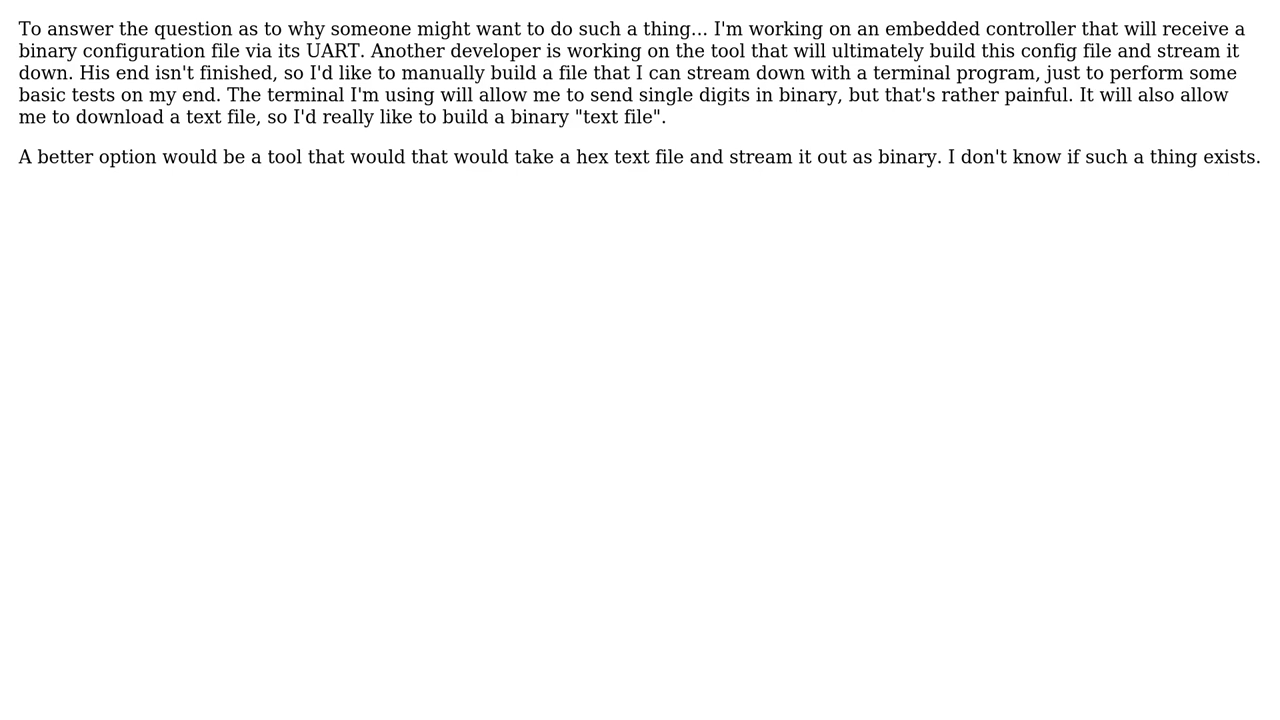 To answer the question as to why someone might want to do such a thing... I'm working on an embedded controller that will receive a
binary configuration file via its UART. Another developer is working on the tool that will ultimately build this config file and stream it
down. His end isn't finished, so I'd like to manually build a file that I can stream down with a terminal program, just to perform some
basic tests on my end. The terminal I'm using will allow me to send single digits in binary, but that's rather painful. It will also allow
me to download a text file, so I'd really like to build a binary "text file".
A better option would be a tool that would that would take a hex text file and stream it out as binary. I don't know if such a thing exists.